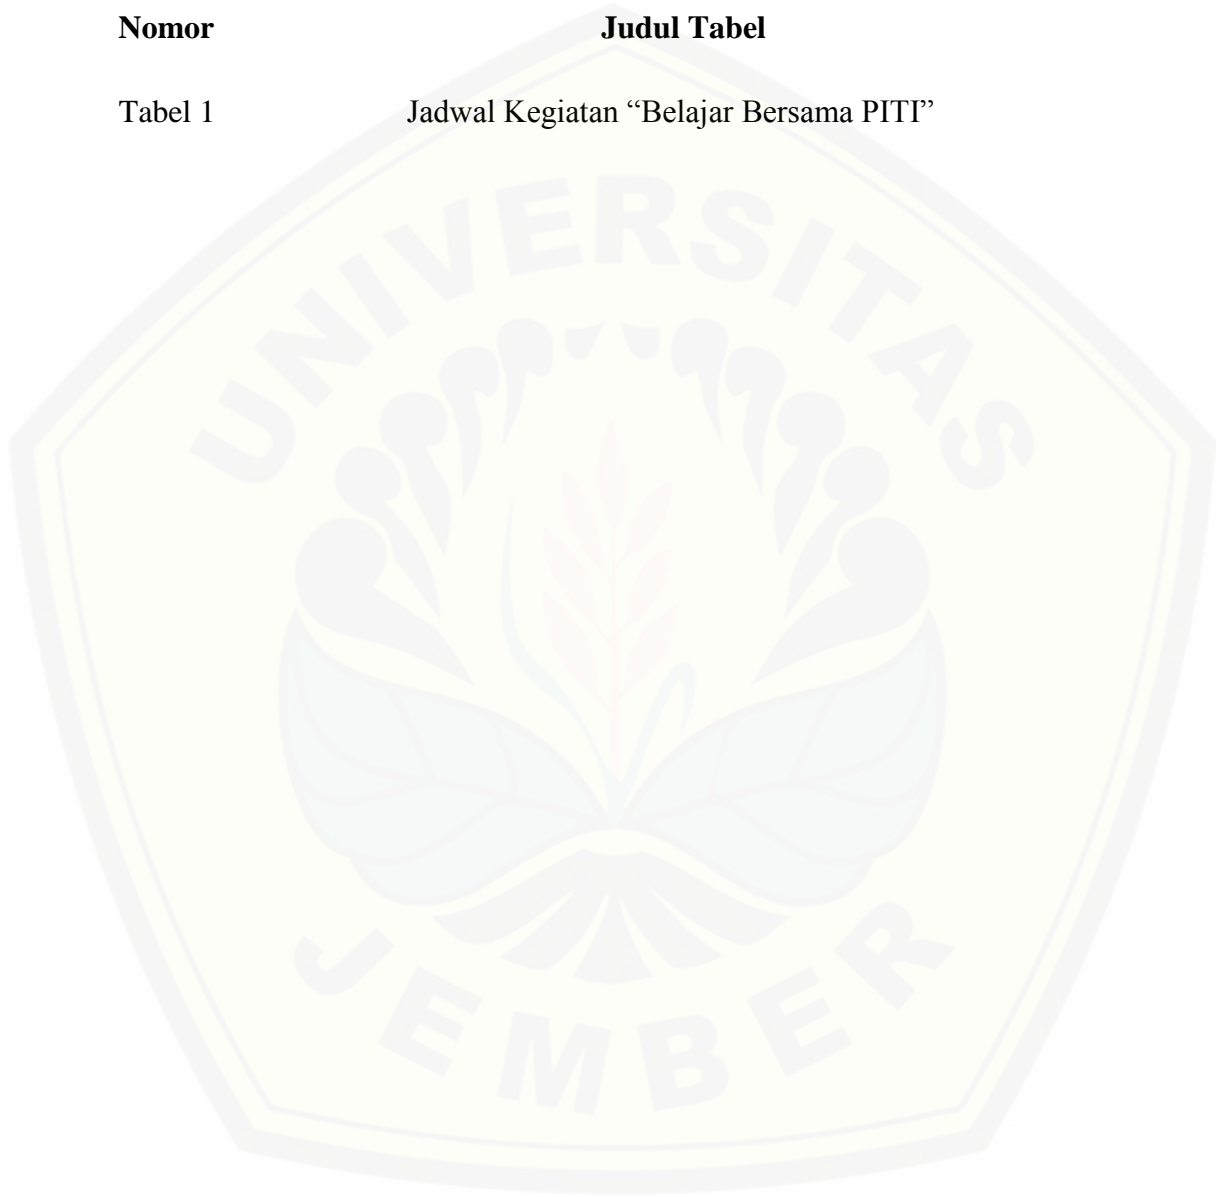 Nomor Judul Tabel
Tabel 1 Jadwal Kegiatan “Belajar Bersama PITI”
UNIVERSITAS
JEMBER